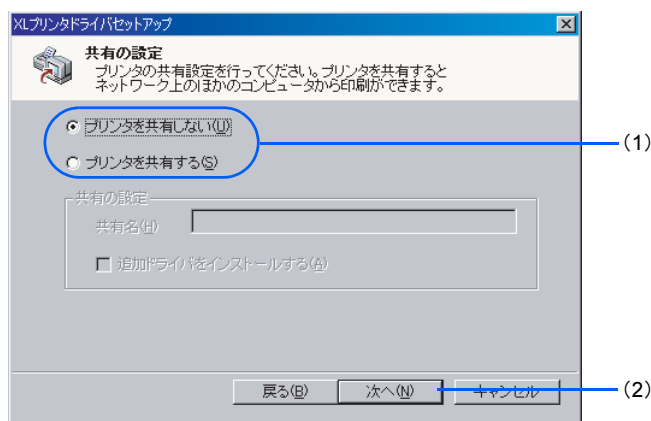 XLプリンタドライバセットアップ
共有の設定
プリンタの共有設定を行ってください。プリンタを共有すると
ネットワーク上のほかのコンピュータから印刷ができます。
プリンタを共有しない(U)
(1)
プリンタを共有する(S)
共有の設定
共有名(H)
追加ドライバをインストールする(A)
戻る(B)
次へ(N)
キャンセル
(2)